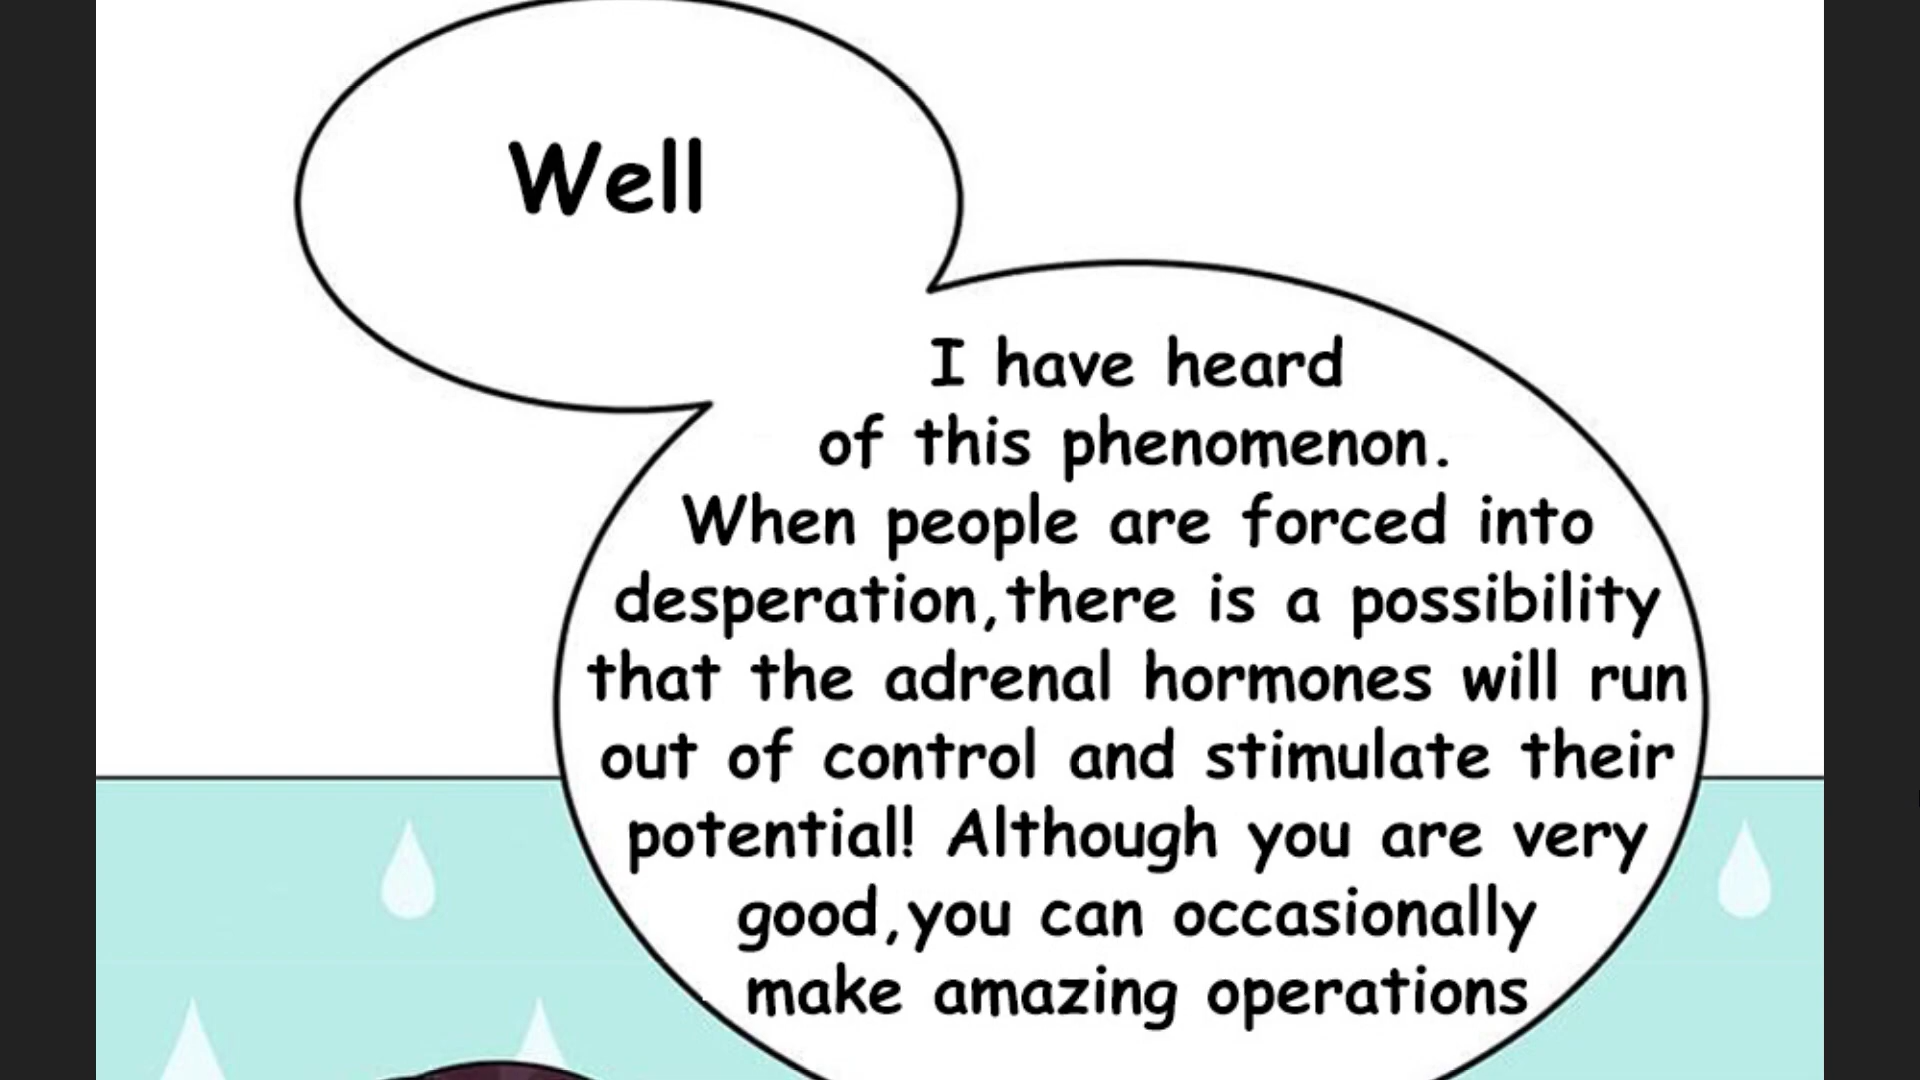 Well
I have heard
of this phenomenon.
When people are forced into
desperation,there is a possibility
that the adrenal hormones will run
out of control and stimulate their
potential! Although you are very
good,you can occasionally
make amazing operations